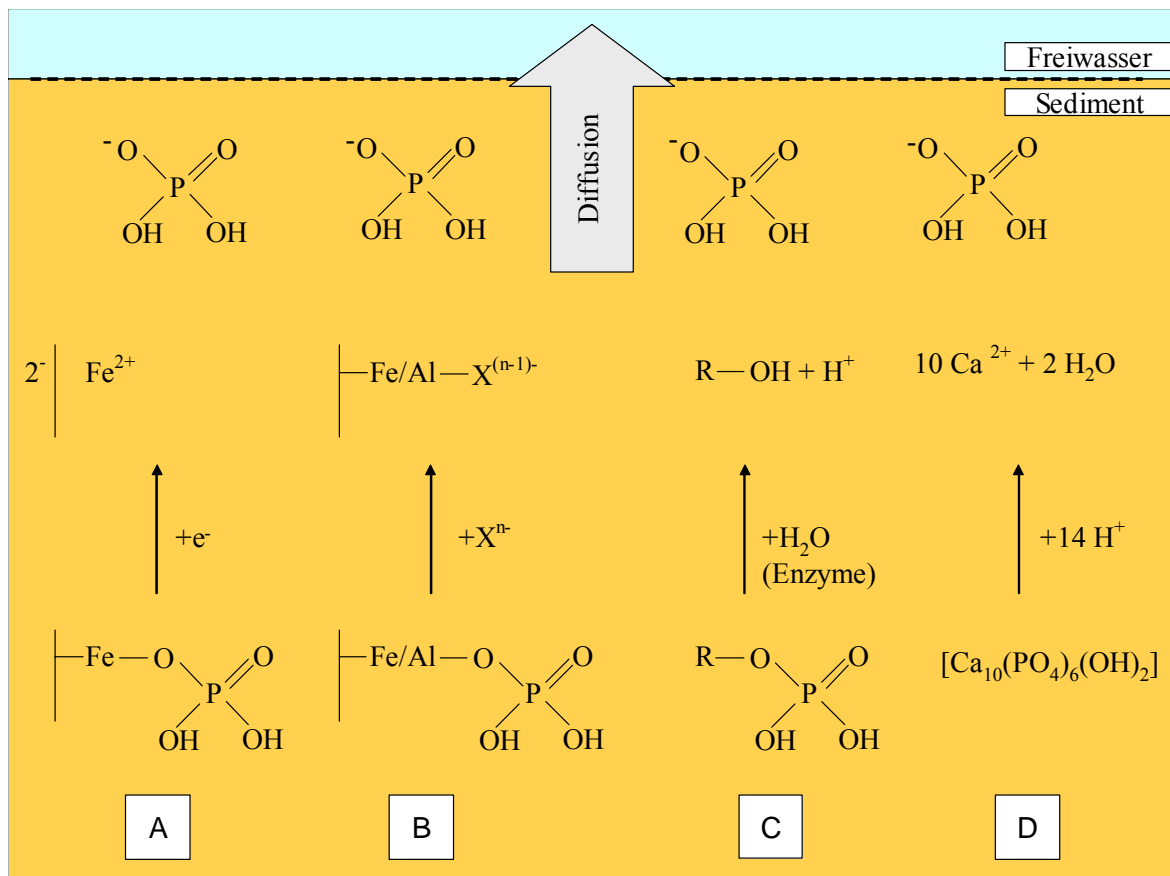 Freiwasser
Sediment
Diffusion
⁻O O
P
OH OH
⁻O O
P
OH OH
⁻O O
P
OH OH
⁻O O
P
OH OH
2⁻ Fe²⁺
Fe/Al—X⁽ⁿ⁻¹⁾⁻
R—OH + H⁺
10 Ca ²⁺ + 2 H₂O
+e⁻
+Xⁿ⁻
+H₂O
(Enzyme)
+14 H⁺
Fe—O O
P
OH OH
Fe/Al—O O
P
OH OH
R—O O
P
OH OH
[Ca₁₀(PO₄)₆(OH)₂]
A
B
C
D